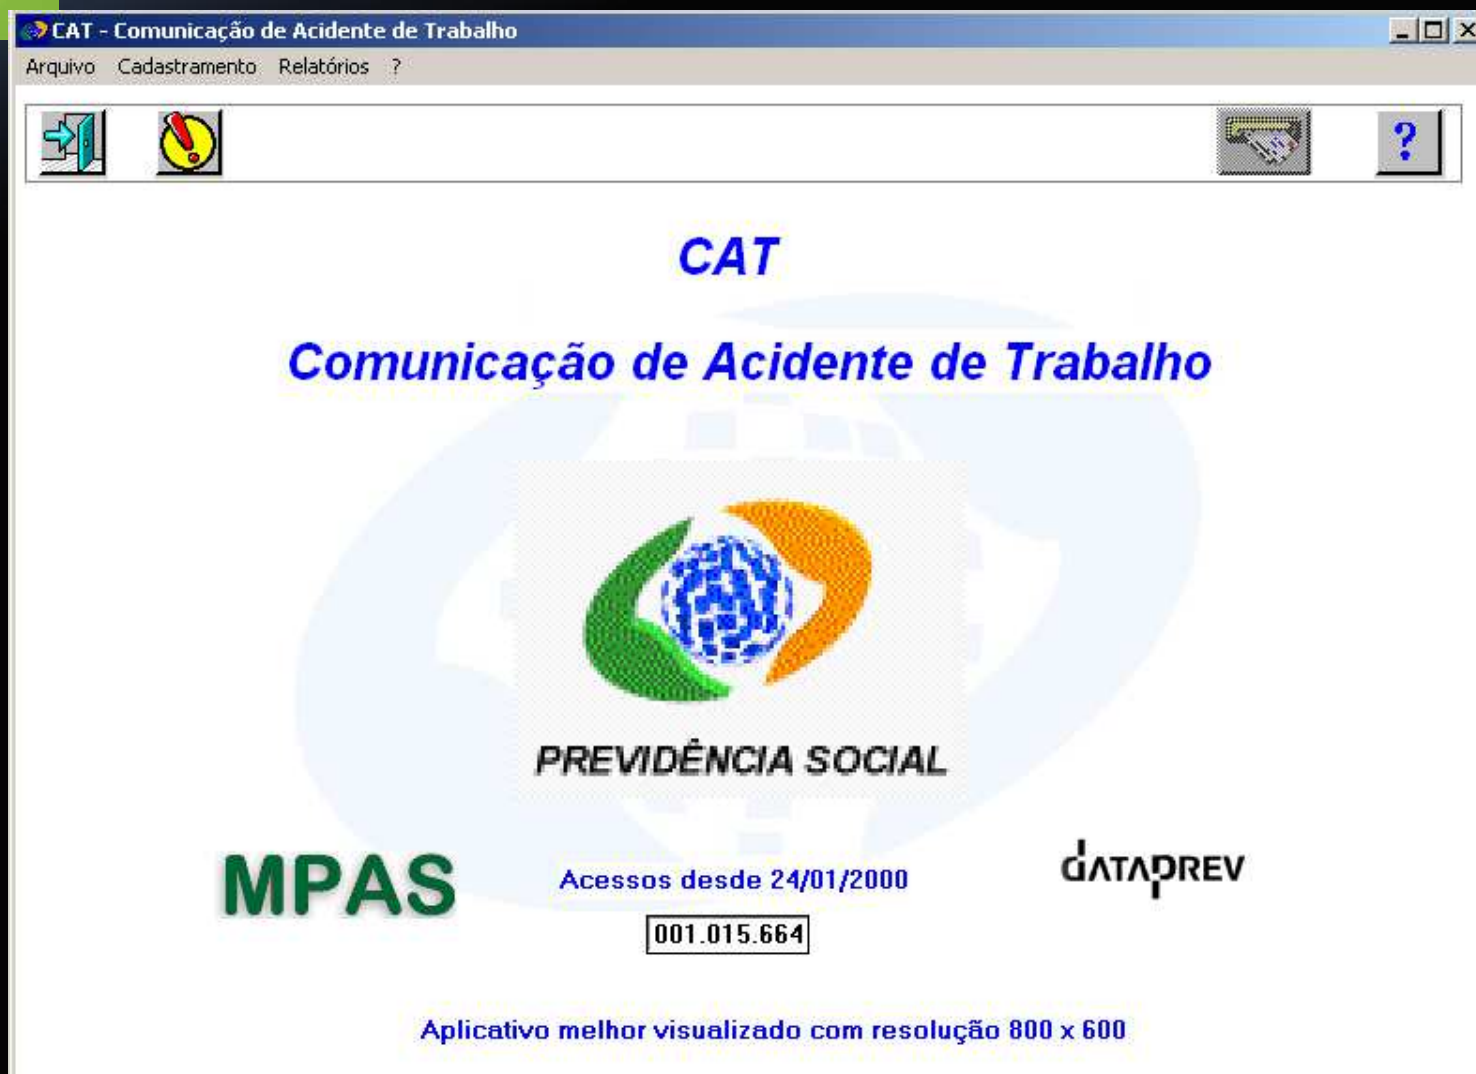 CAT - Comunicação de Acidente de Trabalho
Arquivo Cadastramento Relatórios ?
?
CAT
Comunicação de Acidente de Trabalho
PREVIDÊNCIA SOCIAL
MPAS
Acessos desde 24/01/2000
dATAPREV
001.015.664
Aplicativo melhor visualizado com resolução 800 x 600